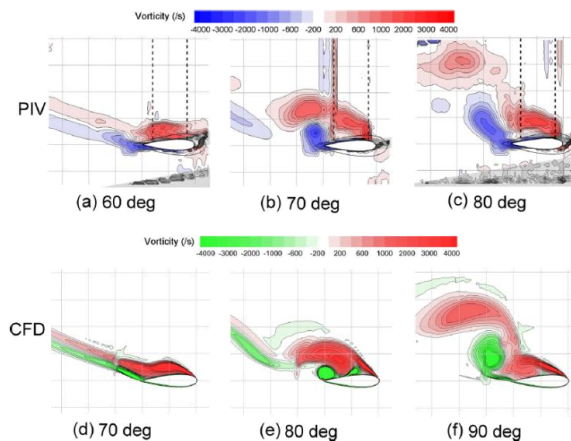 Vorticity (/s)
-4000 -3000 -2000 -1000 -600 -200 200 600 1000 2000 3000 4000
PIV
(a) 60 deg
(b) 70 deg
(c) 80 deg
Vorticity (/s)
-4000 -3000 -2000 -1000 -600 -200 200 600 1000 2000 3000 4000
CFD
(d) 70 deg
(e) 80 deg
(f) 90 deg